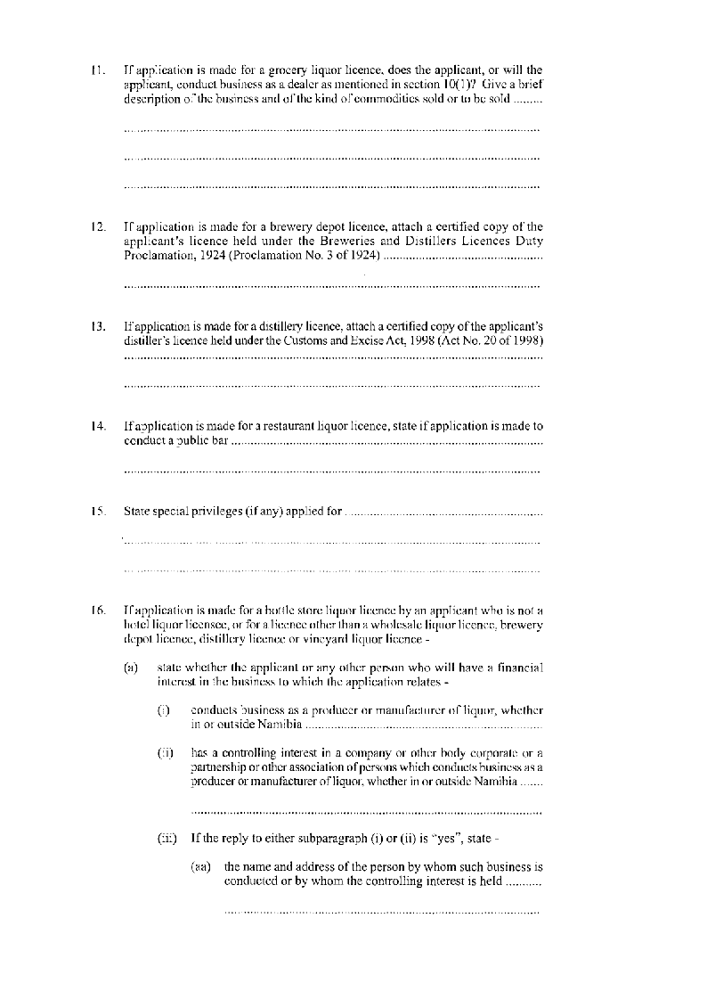 11. If application is made for a grocery liquor licence, does the applicant, or will the
applicant, conduct business as a dealer as mentioned in section 10(1)? Give a brief
description of the business and of the kind of commodities sold or to be sold .........
................................................................................................................................
................................................................................................................................
................................................................................................................................
12. If application is made for a brewery depot licence, attach a certified copy of the
applicant's licence held under the Breweries and Distillers Licences Duty
Proclamation, 1924 (Proclamation No. 3 of 1924) .................................................
................................................................................................................................
13. If application is made for a distillery licence, attach a certified copy of the applicant's
distiller's licence held under the Customs and Excise Act, 1998 (Act No. 20 of 1998)
................................................................................................................................
................................................................................................................................
14. If application is made for a restaurant liquor licence, state if application is made to
conduct a public bar ................................................................................................
................................................................................................................................
15. State special privileges (if any) applied for .............................................................
................................................................................................................................
................................................................................................................................
16. If application is made for a bottle store liquor licence by an applicant who is not a
hotel liquor licensee, or for a licence other than a wholesale liquor licence, brewery
depot licence, distillery licence or vineyard liquor licence -
(a) state whether the applicant or any other person who will have a financial
interest in the business to which the application relates -
(i) conducts business as a producer or manufacturer of liquor, whether
in or outside Namibia .........................................................................
(ii) has a controlling interest in a company or other body corporate or a
partnership or other association of persons which conducts business as a
producer or manufacturer of liquor, whether in or outside Namibia .......
............................................................................................................
(iii) If the reply to either subparagraph (i) or (ii) is "yes", state -
(aa) the name and address of the person by whom such business is
conducted or by whom the controlling interest is held ...........
.................................................................................................